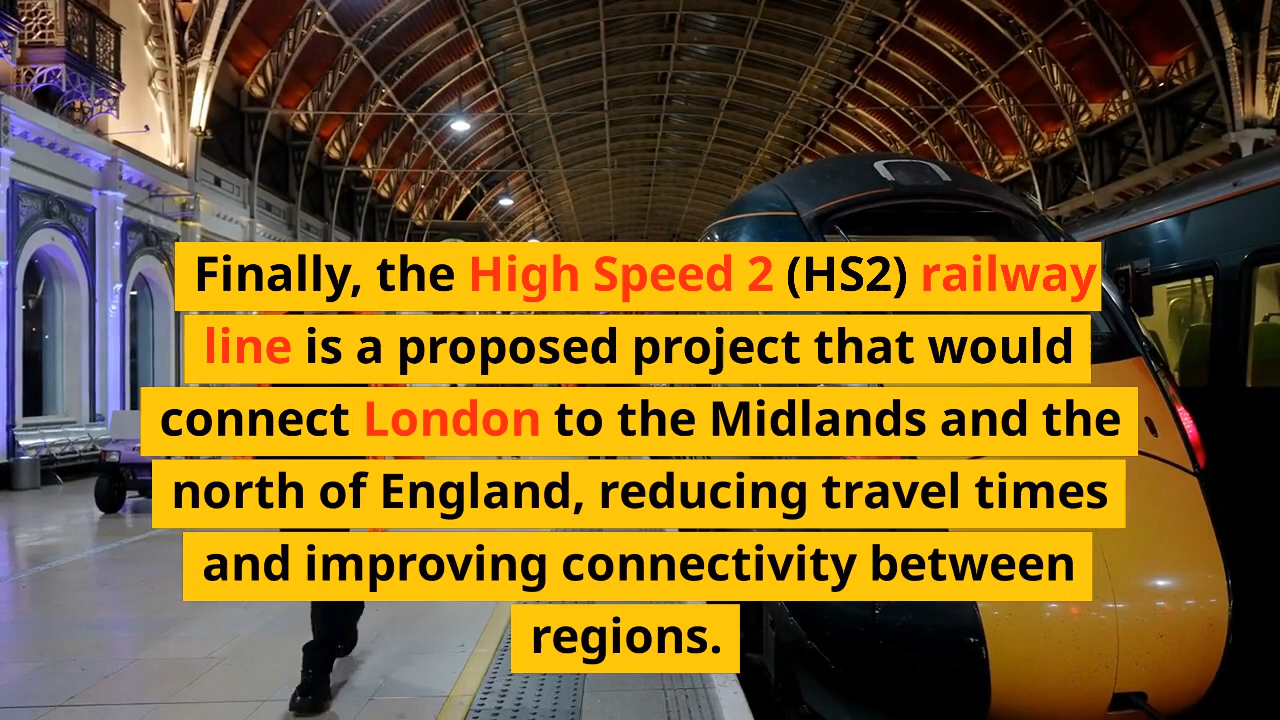 Finally, the High Speed 2 (HS2) railway
line is a proposed project that would
connect London to the Midlands and the
north of England, reducing travel times
and improving connectivity between
regions.